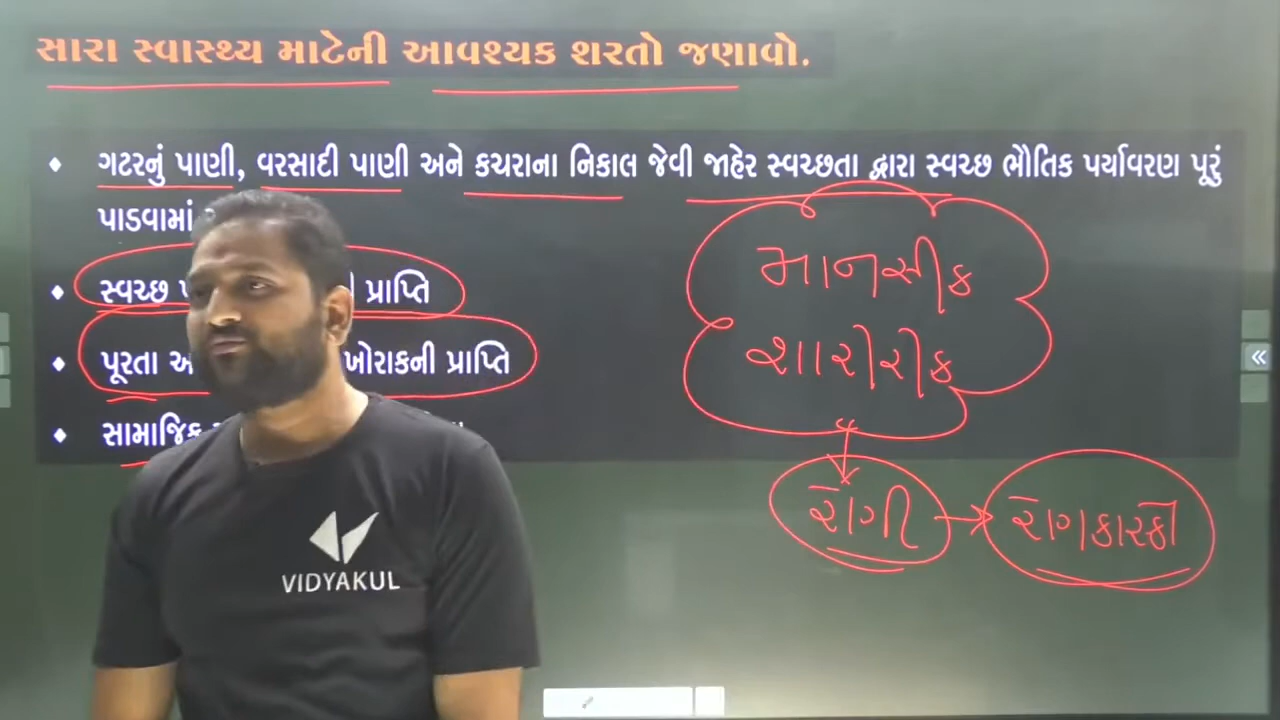 સારા સ્વાસ્થ્ય માટેની આવશ્યક શરતો જણાવો.
ગટરનું પાણી, વરસાદી પાણી અને કચરાના નિકાલ જેવી જાહેર સ્વચ્છતા દ્વારા સ્વચ્છ ભૌતિક પર્યાવરણ પૂરું
પાડવામાં
સ્વચ્છ પ્રાપ્તિ
પૂરતા ખોરાકની પ્રાપ્તિ
સામાજિક
માનસીક
શારીરીક
રોગી
રોગકારકો
VIDYAKUL